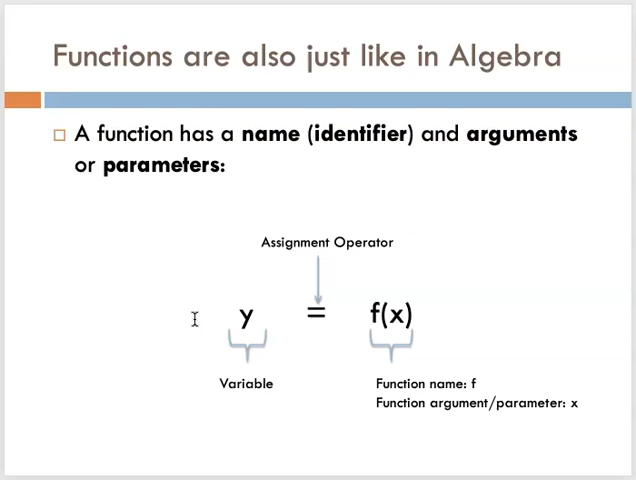 Functions are also just like in Algebra
A function has a name (identifier) and arguments
or parameters:
Assignment Operator
y = f(x)
Variable
Function name: f
Function argument/parameter: x